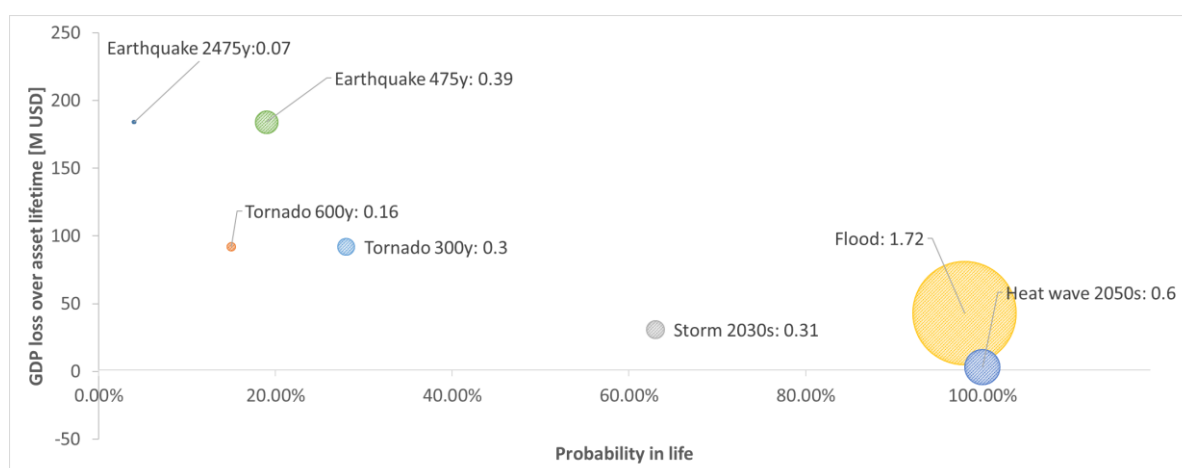 250
200
150
100
50
0
-50
GDP loss over asset lifetime [M USD]
Earthquake 2475y:0.07
Earthquake 475y: 0.39
Tornado 600y: 0.16
Tornado 300y: 0.3
Flood: 1.72
Heat wave 2050s: 0.6
Storm 2030s: 0.31
0.00%
20.00%
40.00%
60.00%
80.00%
100.00%
Probability in life